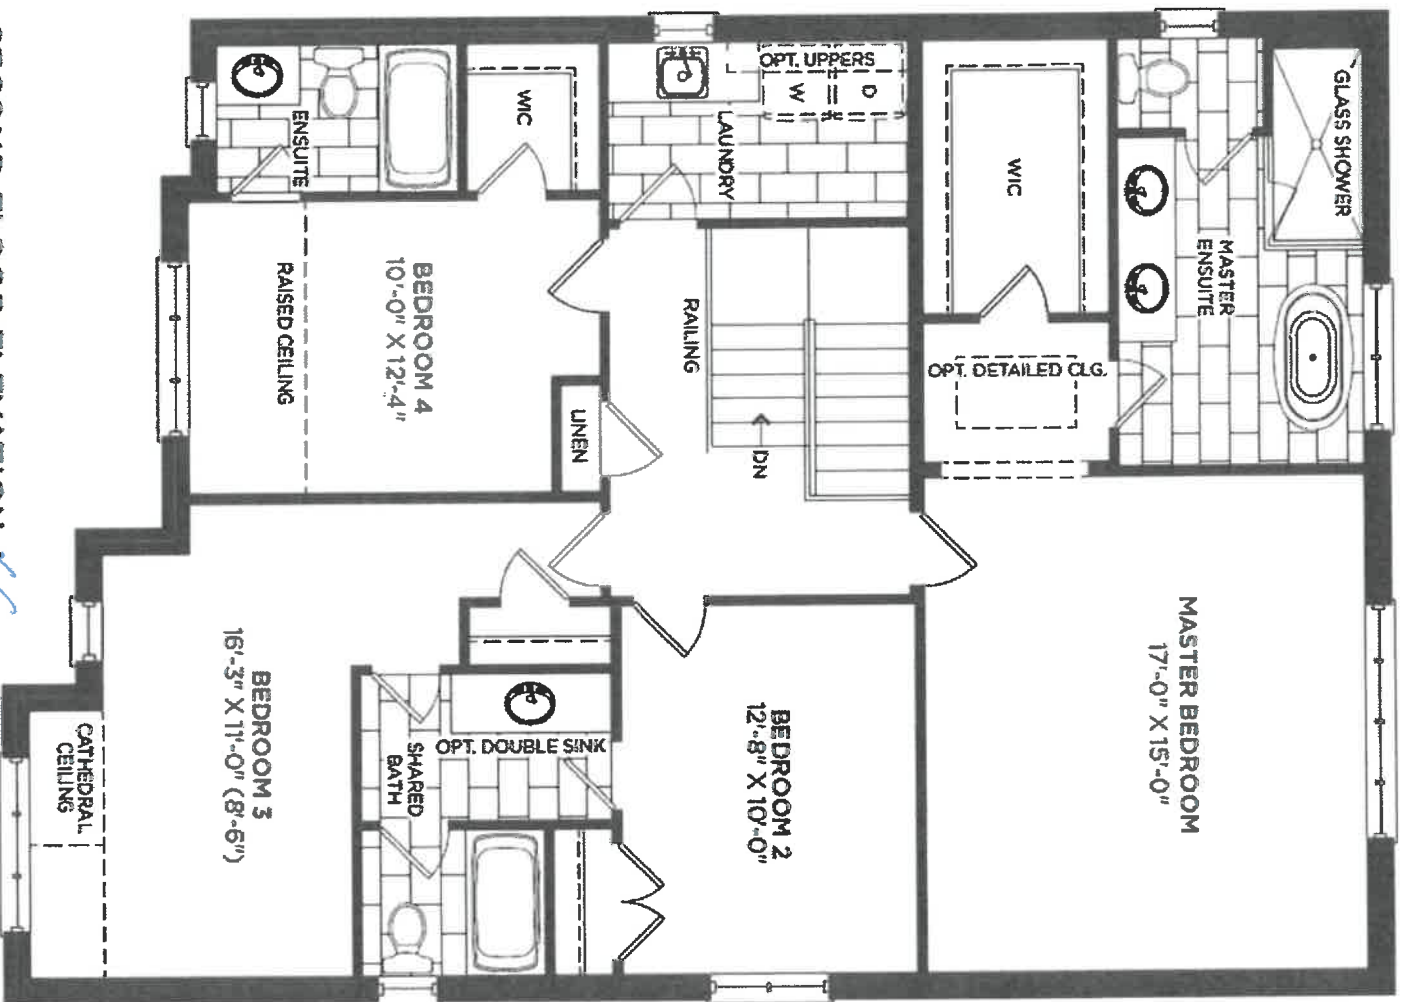 GLASS SHOWER
MASTER
ENSUITE
WIC
OPT. DETAILED CLG.
MASTER BEDROOM
17'-0" X 15'-0"
OPT. UPPERS
W
D
LAUNDRY
RAILING
DN
BEDROOM 2
12'-8" X 10'-0"
WIC
ENSUITE
BEDROOM 4
10'-0" X 12'-4"
RAISED CEILING
LINEN
OPT. DOUBLE SINK
SHARED
BATH
BEDROOM 3
16'-3" X 11'-0" (8'-6")
CATHEDRAL
CEILING